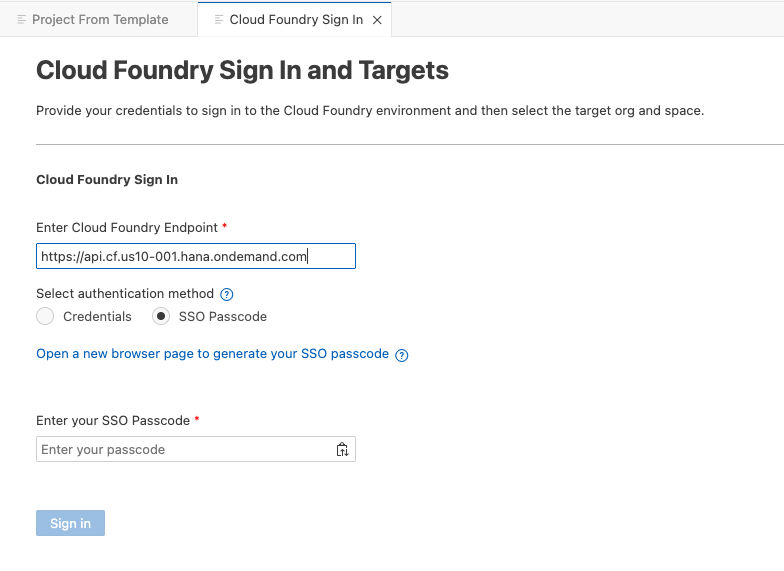 Project From Template
Cloud Foundry Sign In
Cloud Foundry Sign In and Targets
Provide your credentials to sign in to the Cloud Foundry environment and then select the target org and space.
Cloud Foundry Sign In
Enter Cloud Foundry Endpoint *
https://api.cf.us10-001.hana.ondemand.com
Select authentication method ?
Credentials SSO Passcode
Open a new browser page to generate your SSO passcode ?
Enter your SSO Passcode *
Enter your passcode
Sign in